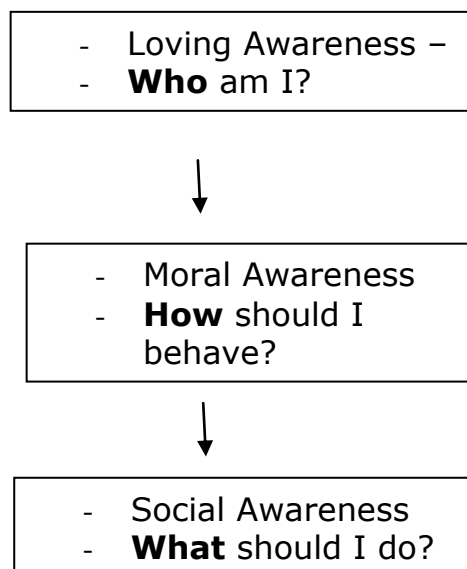 - Loving Awareness –
- Who am I?
- Moral Awareness
- How should I
behave?
- Social Awareness
- What should I do?